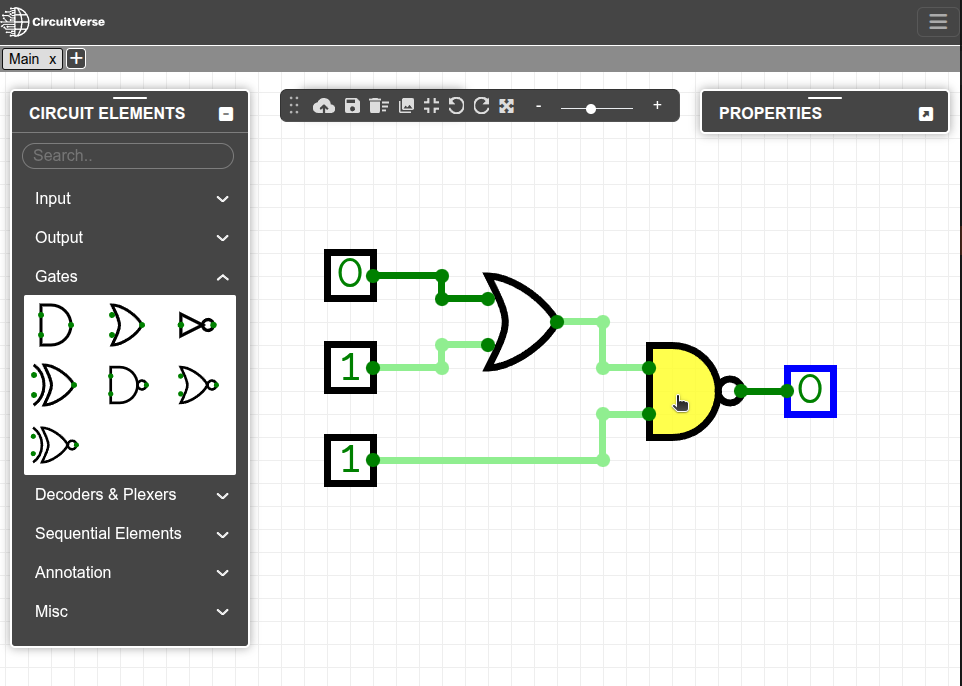 CircuitVerse
Main x +
CIRCUIT ELEMENTS
Search..
Input
Output
Gates
Decoders & Plexers
Sequential Elements
Annotation
Misc
- +
PROPERTIES
0
1
1
0